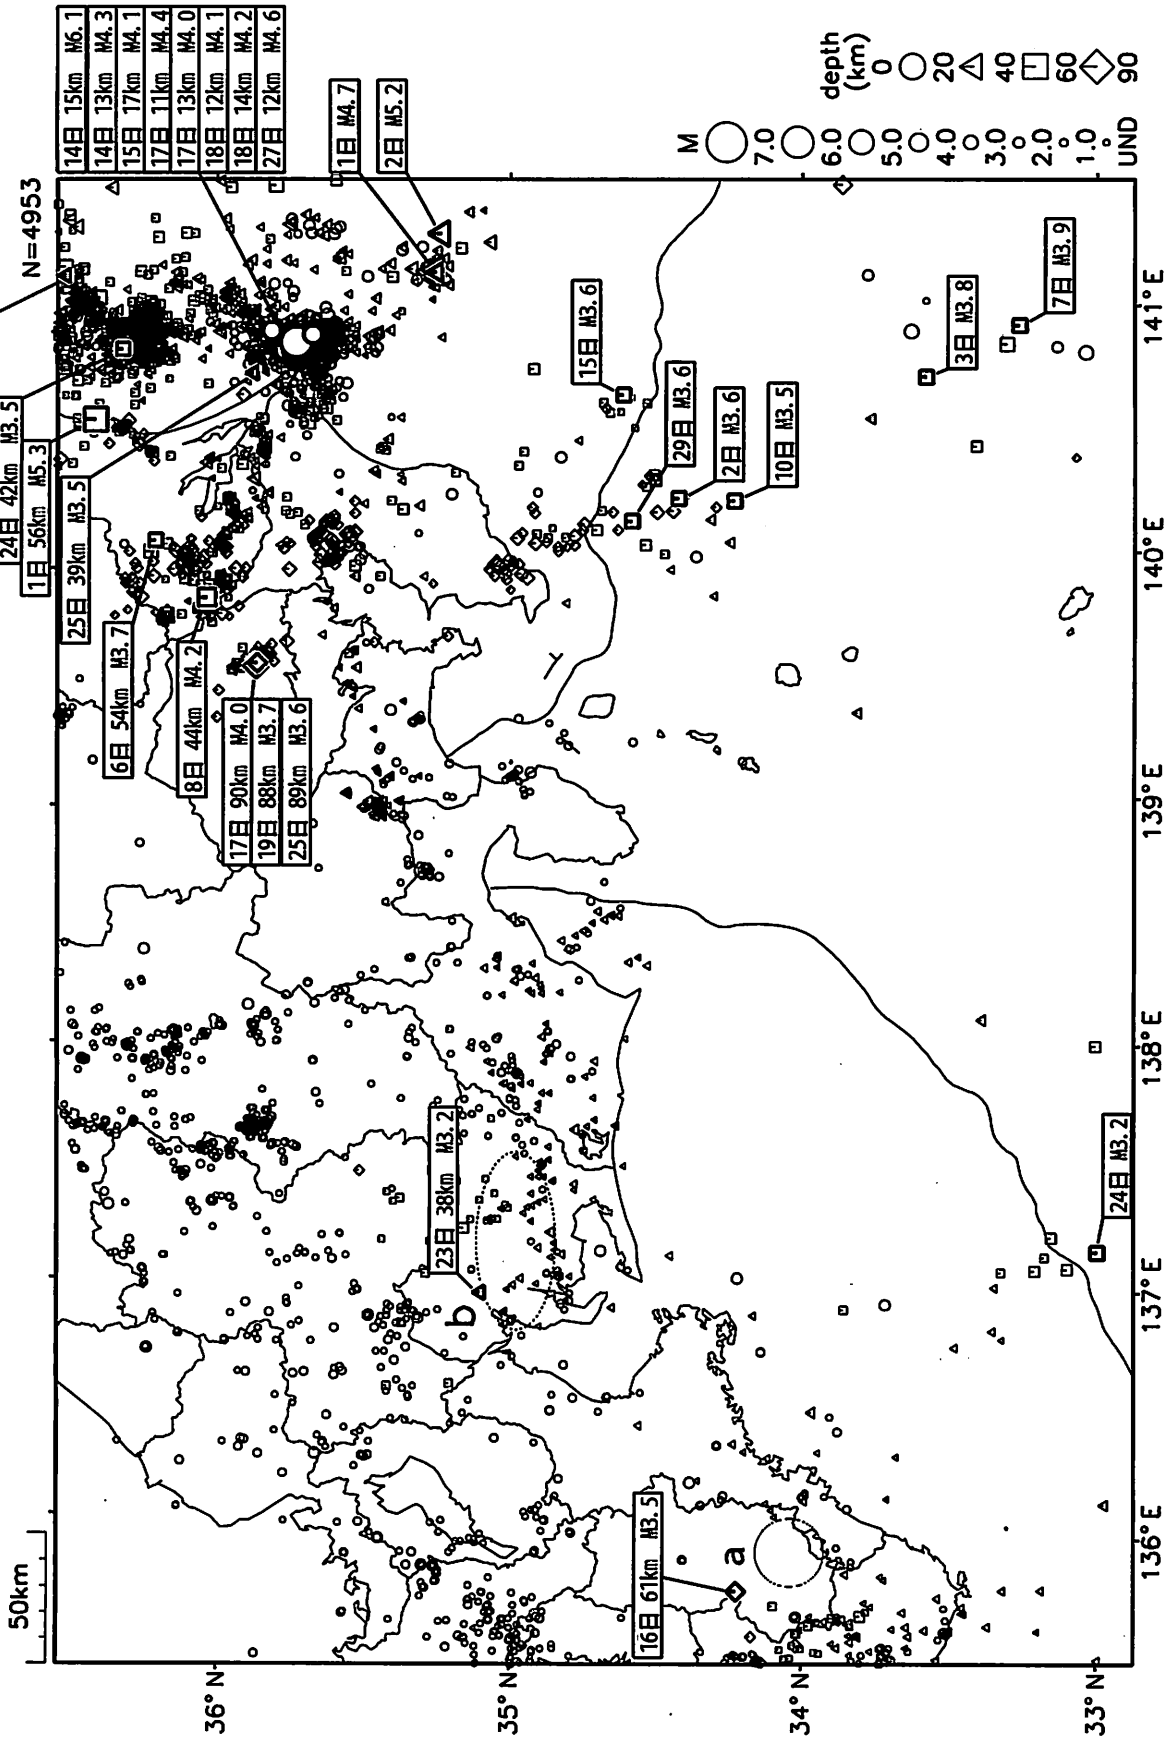 50km
N=4953
14日 15km M6.1
14日 13km M4.3
15日 17km M4.1
17日 11km M4.4
17日 13km M4.0
18日 12km M4.1
18日 14km M4.2
27日 12km M4.6
1日 M4.7
2日 M5.2
24日 42km M3.5
1日 56km M5.3
25日 39km M3.5
6日 54km M3.7
8日 44km M4.2
17日 90km M4.0
19日 88km M3.7
25日 89km M3.6
23日 38km M3.2
b
16日 61km M3.5
a
15日 M3.6
29日 M3.6
2日 M3.6
10日 M3.5
3日 M3.8
7日 M3.9
24日 M3.2
36°N
35°N
34°N
33°N
136°E
137°E
138°E
139°E
140°E
141°E
M
7.0
6.0
5.0
4.0
3.0
2.0
1.0
UND
depth
(km)
0
20
40
60
90